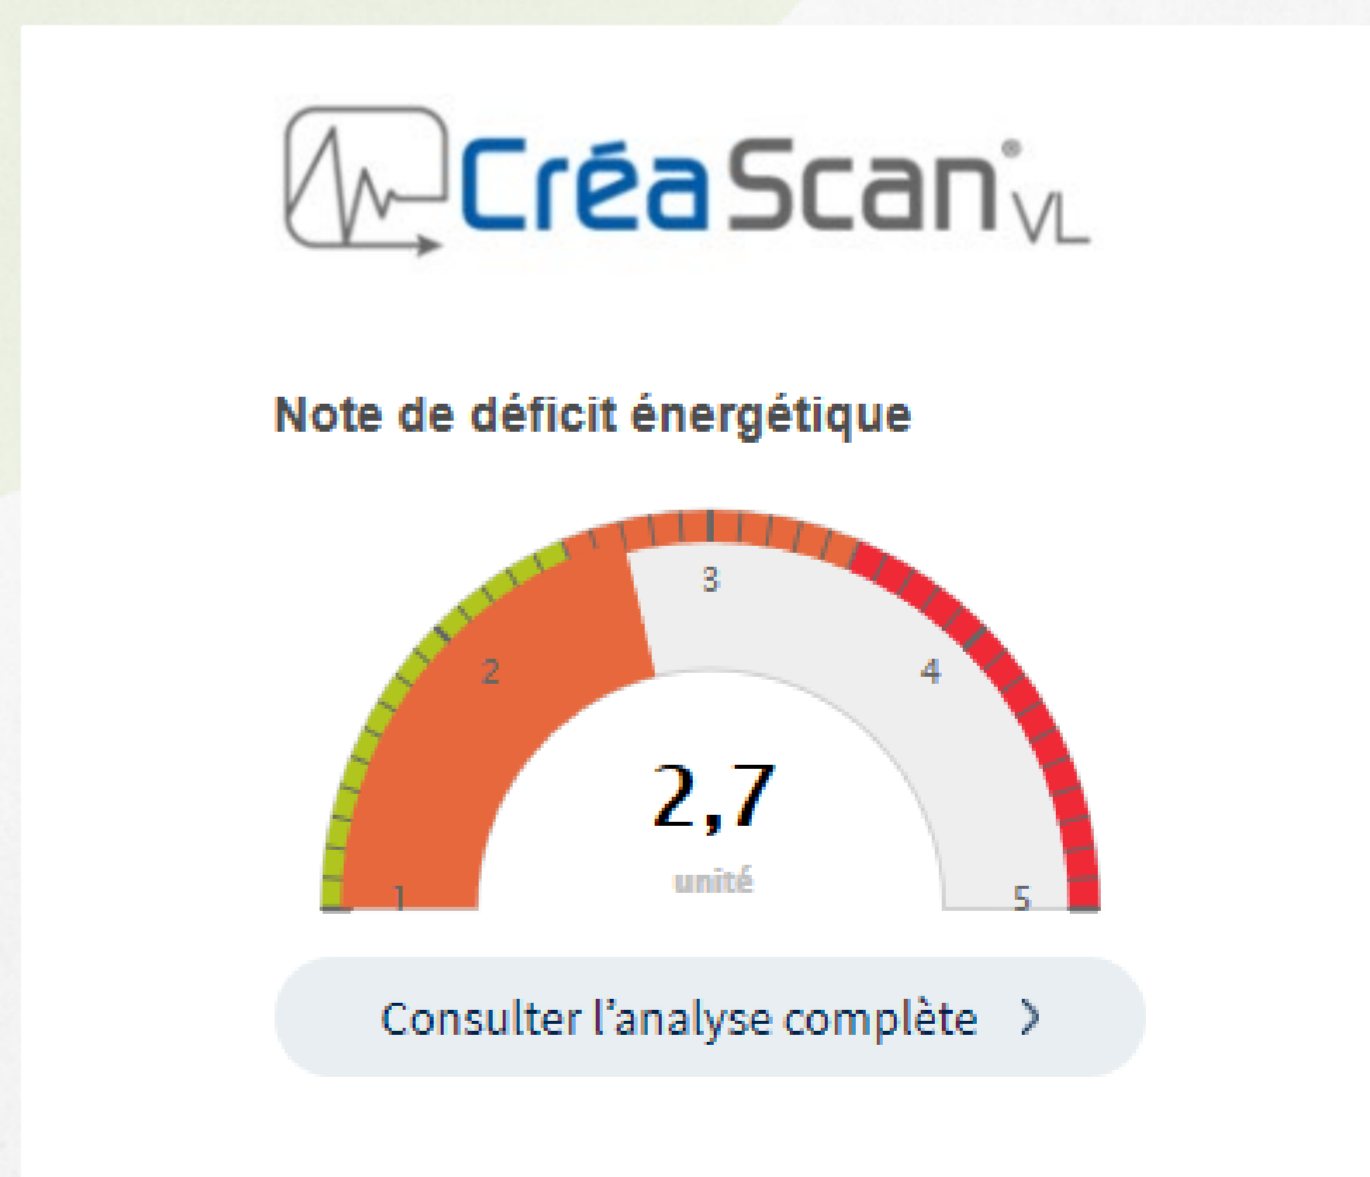 CréaScan® VL
Note de déficit énergétique
1
2
3
4
5
2,7
unité
Consulter l'analyse complète